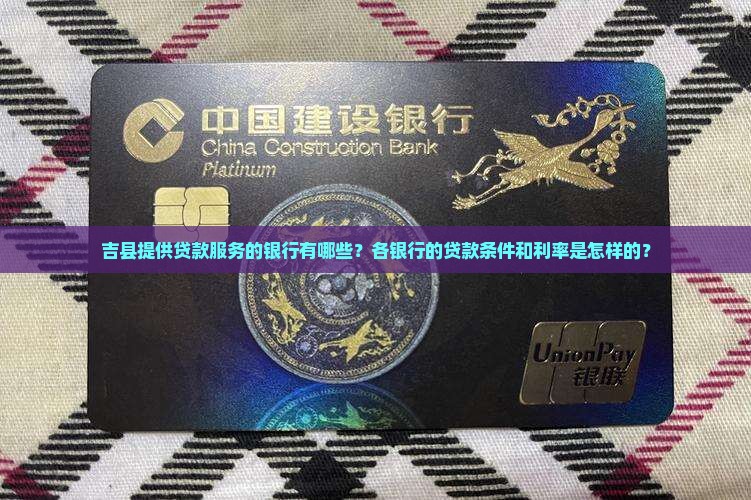 中国建设银行
China Construction Bank
Platinum
吉县提供贷款服务的银行有哪些？各银行的贷款条件和利率是怎样的？
UnionPay
银联